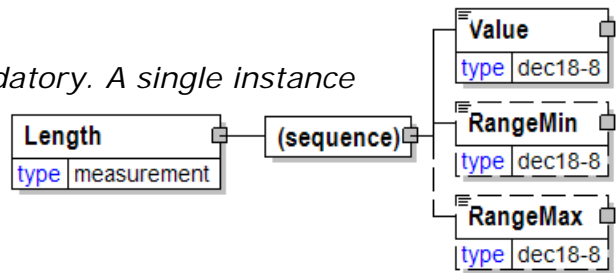 datory. A single instance
Length
type measurement
(sequence)
Value
type dec18-8
RangeMin
type dec18-8
RangeMax
type dec18-8